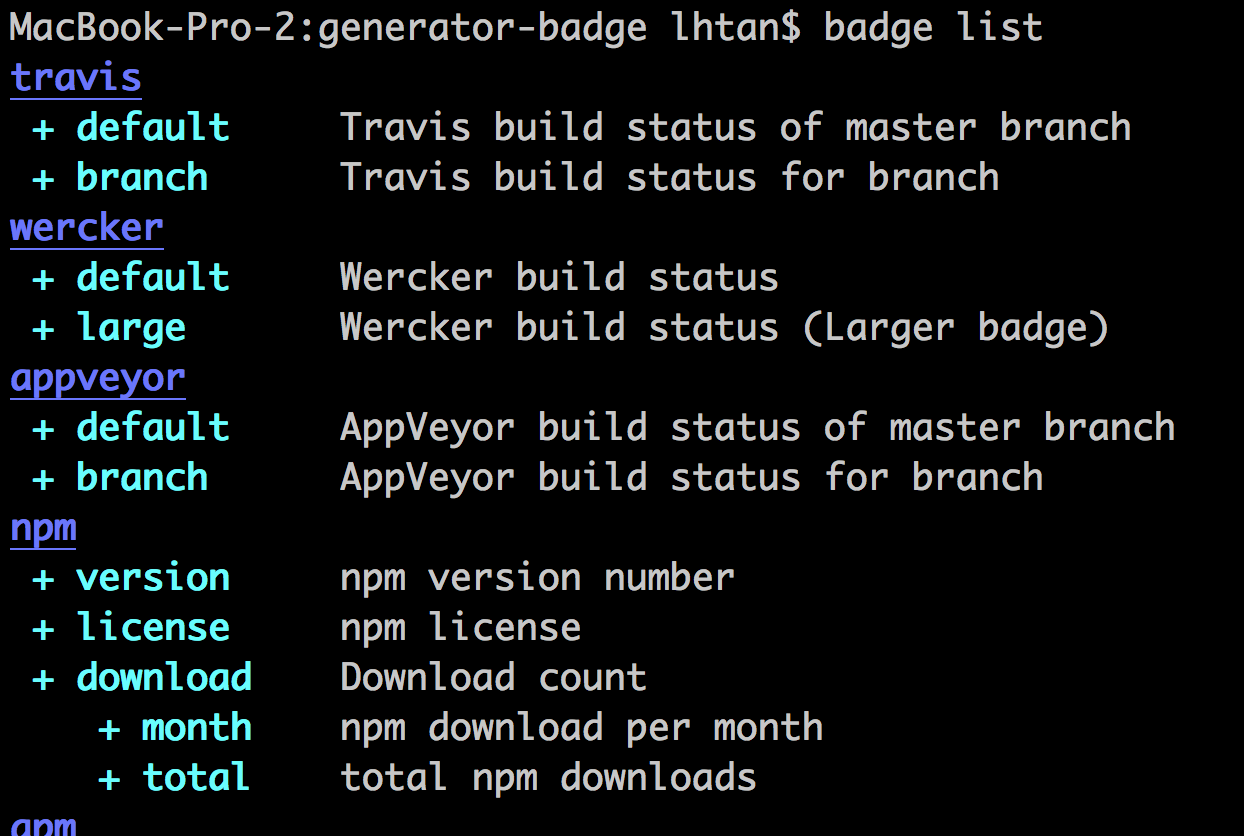 MacBook-Pro-2:generator-badge lhtan$ badge list
travis
+ default Travis build status of master branch
+ branch Travis build status for branch
wercker
+ default Wercker build status
+ large Wercker build status (Larger badge)
appveyor
+ default AppVeyor build status of master branch
+ branch AppVeyor build status for branch
npm
+ version npm version number
+ license npm license
+ download Download count
+ month npm download per month
+ total total npm downloads
apm